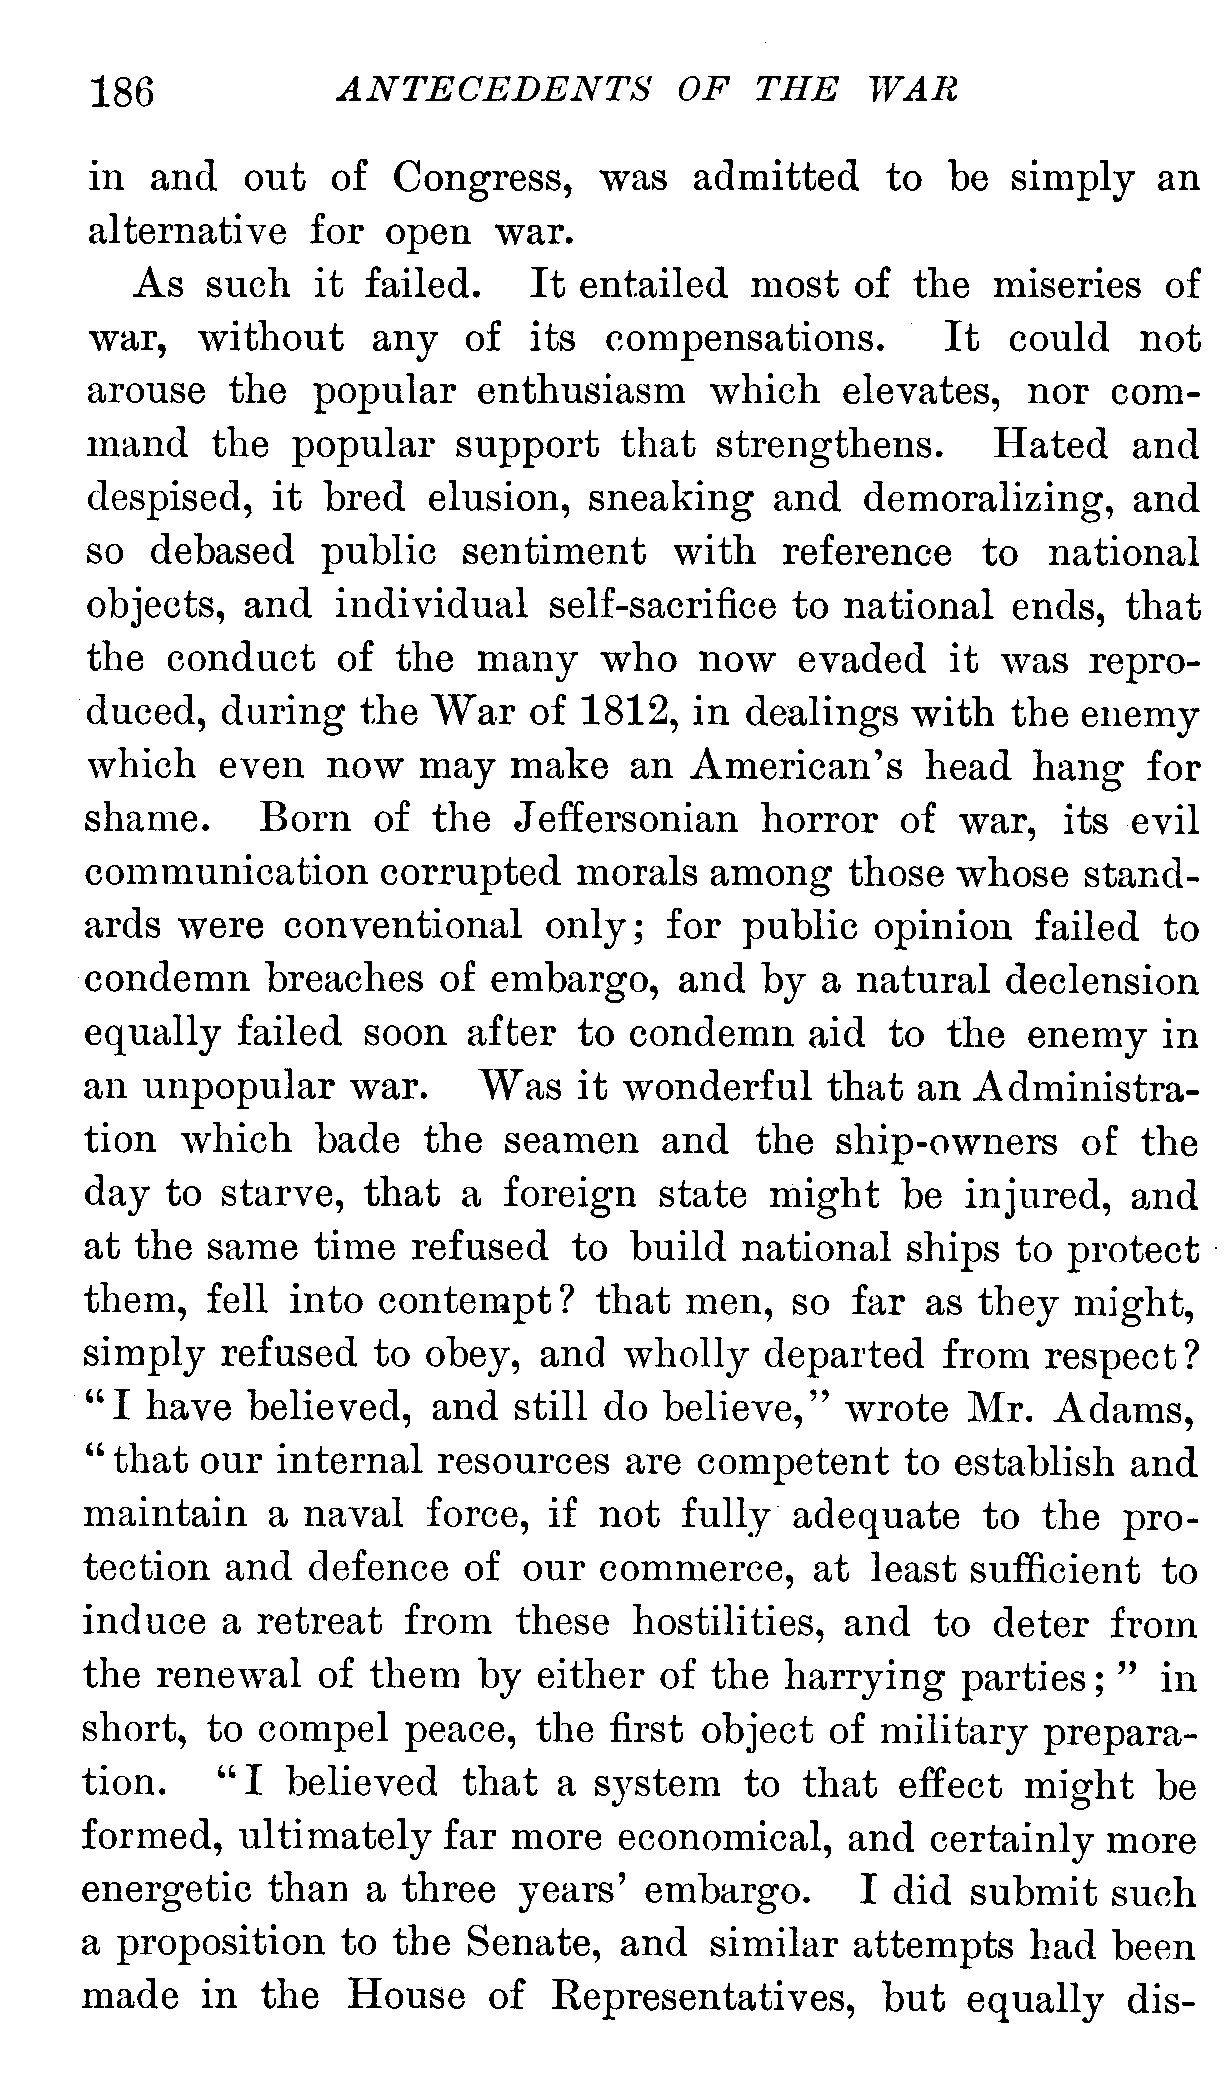 186 ANTECEDENTS OF THE WAR
in and out of Congress, was admitted to be simply an
alternative for open war.
As such it failed. It entailed most of the miseries of
war, without any of its compensations. It could not
arouse the popular enthusiasm which elevates, nor com-
mand the popular support that strengthens. Hated and
despised, it bred elusion, sneaking and demoralizing, and
so debased public sentiment with reference to national
objects, and individual self-sacrifice to national ends, that
the conduct of the many who now evaded it was repro-
duced, during the War of 1812, in dealings with the enemy
which even now may make an American's head hang for
shame. Born of the Jeffersonian horror of war, its evil
communication corrupted morals among those whose stand-
ards were conventional only; for public opinion failed to
condemn breaches of embargo, and by a natural declension
equally failed soon after to condemn aid to the enemy in
an unpopular war. Was it wonderful that an Administra-
tion which bade the seamen and the ship-owners of the
day to starve, that a foreign state might be injured, and
at the same time refused to build national ships to protect
them, fell into contempt? that men, so far as they might,
simply refused to obey, and wholly departed from respect?
"I have believed, and still do believe," wrote Mr. Adams,
"that our internal resources are competent to establish and
maintain a naval force, if not fully adequate to the pro-
tection and defence of our commerce, at least sufficient to
induce a retreat from these hostilities, and to deter from
the renewal of them by either of the harrying parties;" in
short, to compel peace, the first object of military prepara-
tion. "I believed that a system to that effect might be
formed, ultimately far more economical, and certainly more
energetic than a three years' embargo. I did submit such
a proposition to the Senate, and similar attempts had been
made in the House of Representatives, but equally dis-